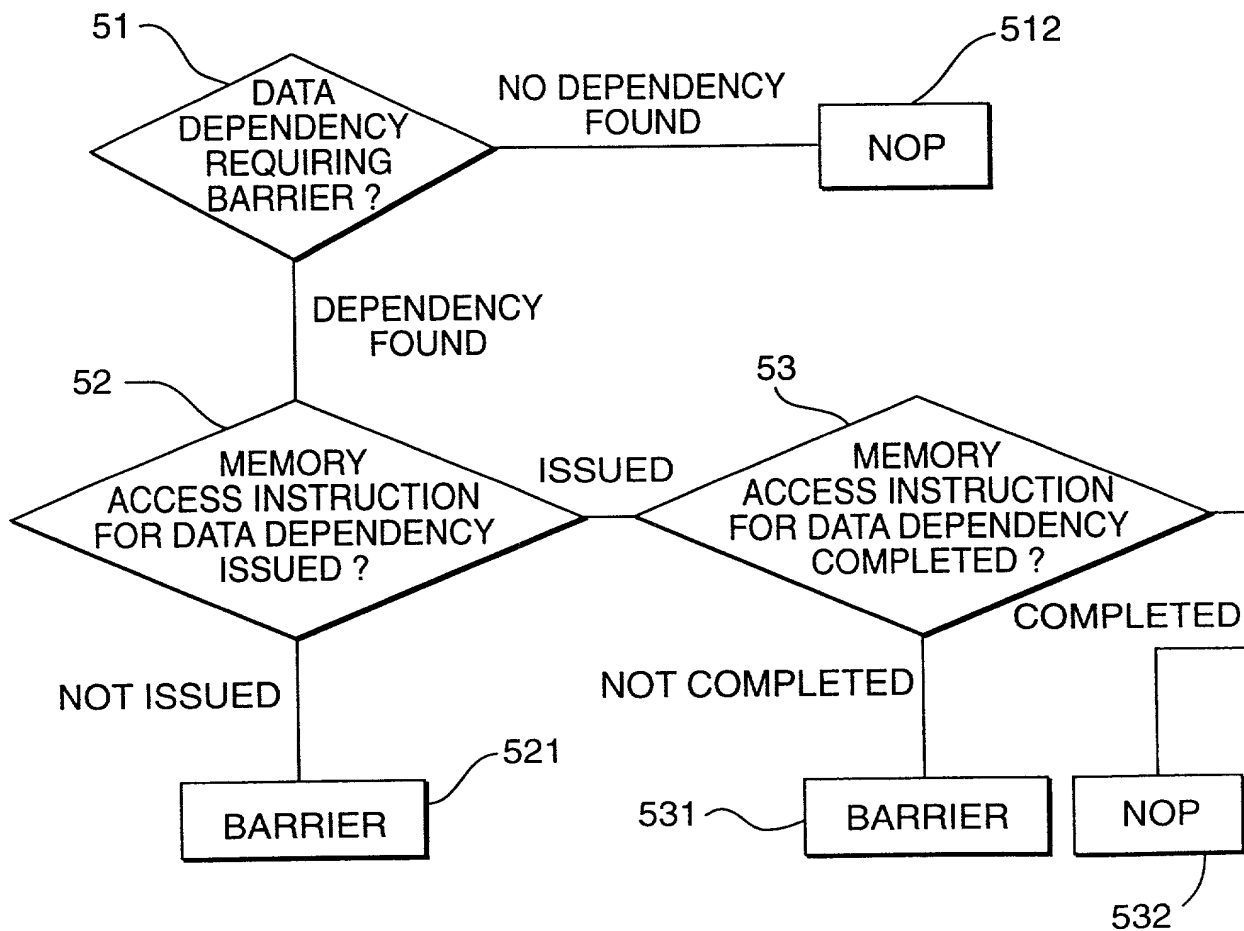 51
512
DATA
DEPENDENCY
REQUIRING
BARRIER ?
NO DEPENDENCY
FOUND
NOP
DEPENDENCY
FOUND
52
53
MEMORY
ACCESS INSTRUCTION
FOR DATA DEPENDENCY
ISSUED ?
ISSUED
MEMORY
ACCESS INSTRUCTION
FOR DATA DEPENDENCY
COMPLETED ?
COMPLETED
NOT ISSUED
NOT COMPLETED
521
BARRIER
531
BARRIER
NOP
532